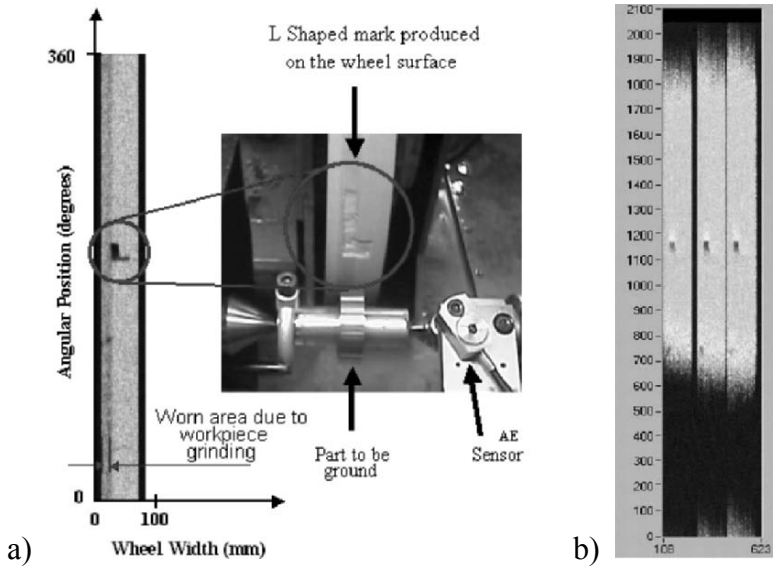 L Shaped mark produced
on the wheel surface
360
Angular Position (degrees)
Worn area due to
workpiece
grinding
Part to be
ground
AE
Sensor
0
0
100
Wheel Width (mm)
a)
2100
2000
1900
1800
1700
1600
1500
1400
1300
1200
1100
1000
900
800
700
600
500
400
300
200
100
0
108
623
b)